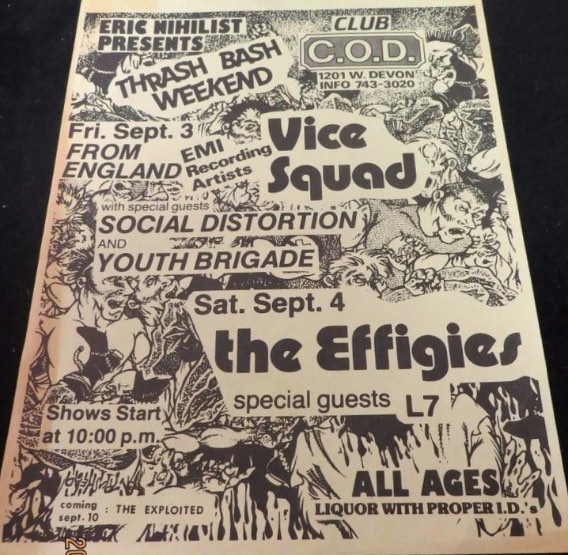 ERIC NIHILIST
PRESENTS
THRASH BASH
WEEKEND
CLUB
C.O.D.
1201 W. DEVON
INFO 743-3020
Fri. Sept. 3
FROM
ENGLAND
EMI
Recording
Artists
Vice
Squad
with special guests
SOCIAL DISTORTION
AND
YOUTH BRIGADE
Sat. Sept. 4
the Effigies
special guests L7
Shows Start
at 10:00 p.m.
ALL AGES
LIQUOR WITH PROPER I.D.'s
coming
sept. 10 : THE EXPLOITED